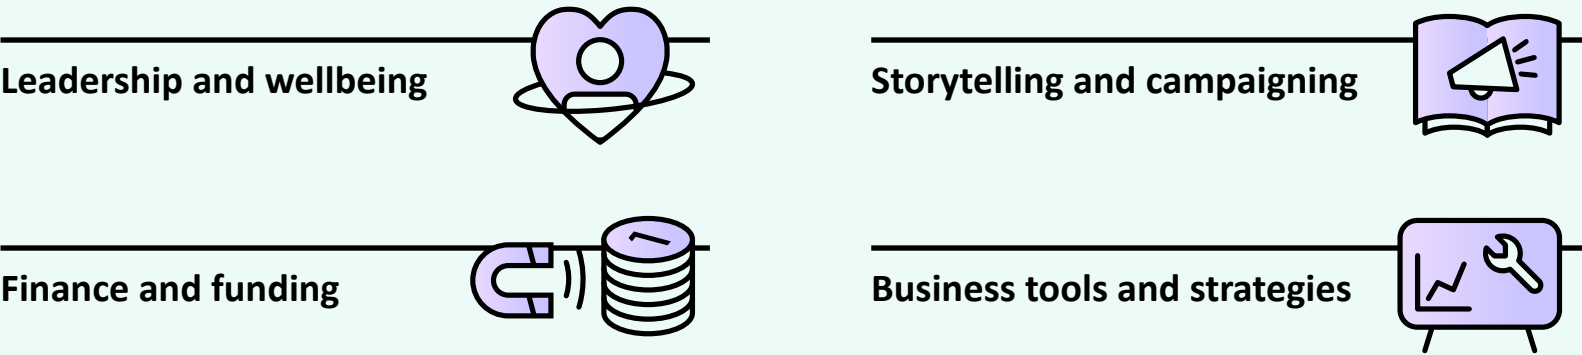 Leadership and wellbeing
Storytelling and campaigning
Finance and funding
Business tools and strategies